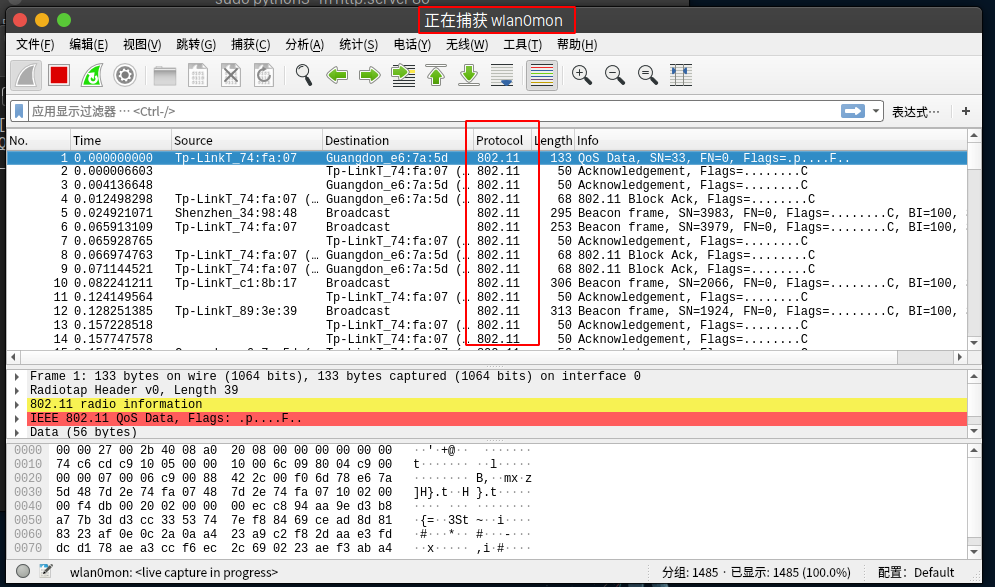 sudo python3 -m http.server 80
正在捕获 wlan0mon
文件(F) 编辑(E) 视图(V) 跳转(G) 捕获(C) 分析(A) 统计(S) 电话(Y) 无线(W) 工具(T) 帮助(H)
应用显示过滤器 … <Ctrl-/> 表达式… +
No. Time Source Destination Protocol Length Info
1 0.000000000 Tp-LinkT_74:fa:07 Guangdon_e6:7a:5d 802.11 133 QoS Data, SN=33, FN=0, Flags=.p....F..
2 0.000006603 Tp-LinkT_74:fa:07 (… 802.11 50 Acknowledgement, Flags=........C
3 0.004136648 Guangdon_e6:7a:5d (… 802.11 50 Acknowledgement, Flags=........C
4 0.012498298 Tp-LinkT_74:fa:07 (… Guangdon_e6:7a:5d (… 802.11 68 802.11 Block Ack, Flags=........C
5 0.024921071 Shenzhen_34:98:48 Broadcast 802.11 295 Beacon frame, SN=3983, FN=0, Flags=........C, BI=100,
6 0.065913109 Tp-LinkT_74:fa:07 Broadcast 802.11 253 Beacon frame, SN=3979, FN=0, Flags=........C, BI=100,
7 0.065928765 Tp-LinkT_74:fa:07 (… 802.11 50 Acknowledgement, Flags=........C
8 0.066974763 Tp-LinkT_74:fa:07 (… Guangdon_e6:7a:5d (… 802.11 68 802.11 Block Ack, Flags=........C
9 0.071144521 Tp-LinkT_74:fa:07 (… Guangdon_e6:7a:5d (… 802.11 68 802.11 Block Ack, Flags=........C
10 0.082241211 Tp-LinkT_c1:8b:17 Broadcast 802.11 306 Beacon frame, SN=2066, FN=0, Flags=........C, BI=100,
11 0.124149564 Tp-LinkT_74:fa:07 (… 802.11 50 Acknowledgement, Flags=........C
12 0.128251385 Tp-LinkT_89:3e:39 Broadcast 802.11 313 Beacon frame, SN=1924, FN=0, Flags=........C, BI=100,
13 0.157228518 Tp-LinkT_74:fa:07 (… 802.11 50 Acknowledgement, Flags=........C
14 0.157747578 Tp-LinkT_74:fa:07 (… 802.11 50 Acknowledgement, Flags=........C
Frame 1: 133 bytes on wire (1064 bits), 133 bytes captured (1064 bits) on interface 0
Radiotap Header v0, Length 39
802.11 radio information
IEEE 802.11 QoS Data, Flags: .p....F..
Data (56 bytes)
0000 00 00 27 00 2b 40 08 a0 20 08 00 00 00 00 00 00 ··'·+@·· ·······
0010 74 c6 cd c9 10 05 00 00 10 00 6c 09 80 04 c9 00 t······· ··l·····
0020 00 00 07 00 06 c9 00 88 42 2c 00 f0 6d 78 e6 7a ········ B,··mx·z
0030 5d 48 7d 2e 74 fa 07 48 7d 2e 74 fa 07 10 02 00 ]H}.t··H }.t·····
0040 00 f4 db 00 20 02 00 00 00 ec c8 94 aa 9e d3 b8 ···· ··· ········
0050 a7 7b 3d d3 cc 33 53 74 7e f8 84 69 ce ad 8d 81 ·{=··3St ~··i····
0060 83 23 af 0e 0c 2a 0a a4 23 a9 c2 f8 2d aa e3 fd ·#···*·· #···-···
0070 dc d1 78 ae a3 cc f6 ec 2c 69 02 23 ae f3 ab a4 ··x····· ,i·#····
wlan0mon: <live capture in progress> 分组: 1485 · 已显示: 1485 (100.0%) 配置: Default